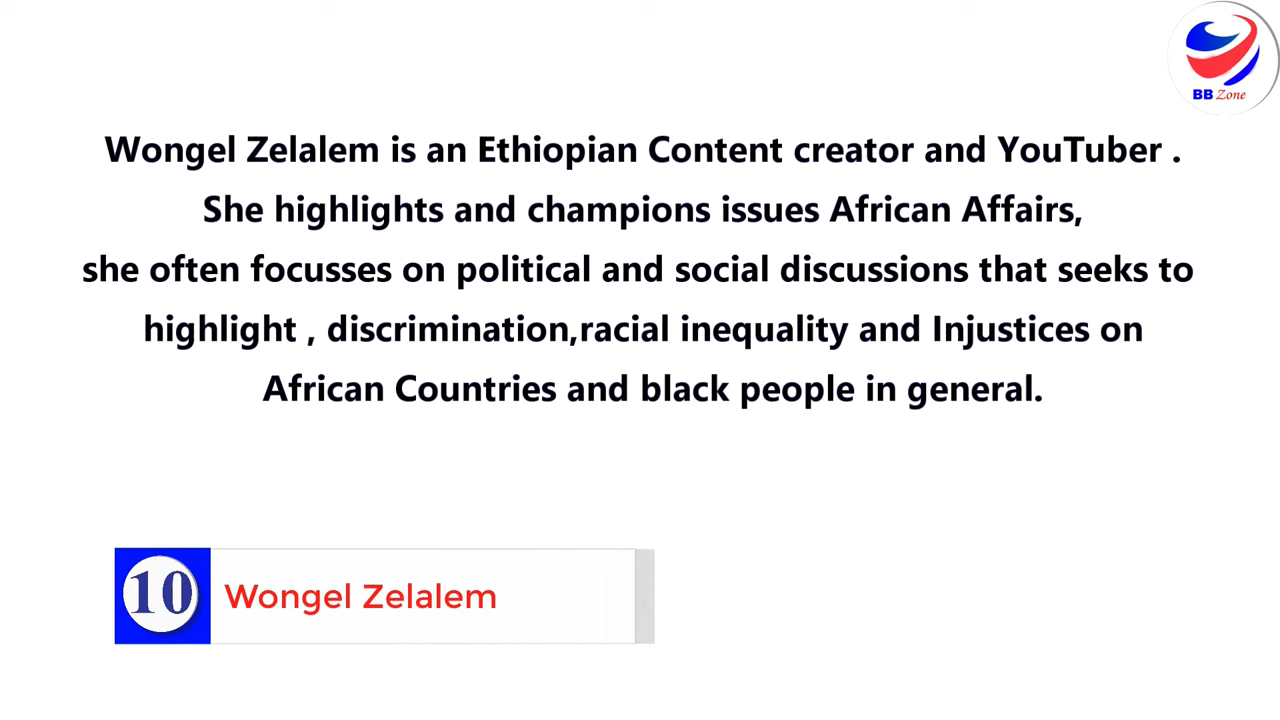 BB Zone
Wongel Zelalem is an Ethiopian Content creator and YouTuber .
She highlights and champions issues African Affairs,
she often focusses on political and social discussions that seeks to
highlight , discrimination,racial inequality and Injustices on
African Countries and black people in general.
10 Wongel Zelalem